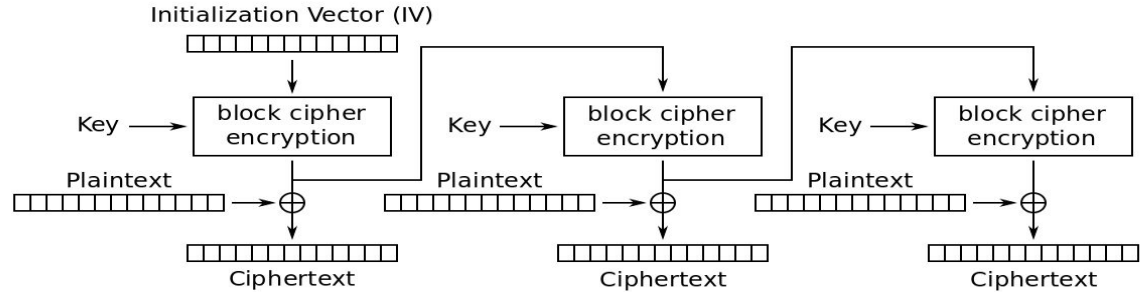 Initialization Vector (IV)
Key
block cipher
encryption
Key
block cipher
encryption
Key
block cipher
encryption
Plaintext
Plaintext
Plaintext
Ciphertext
Ciphertext
Ciphertext